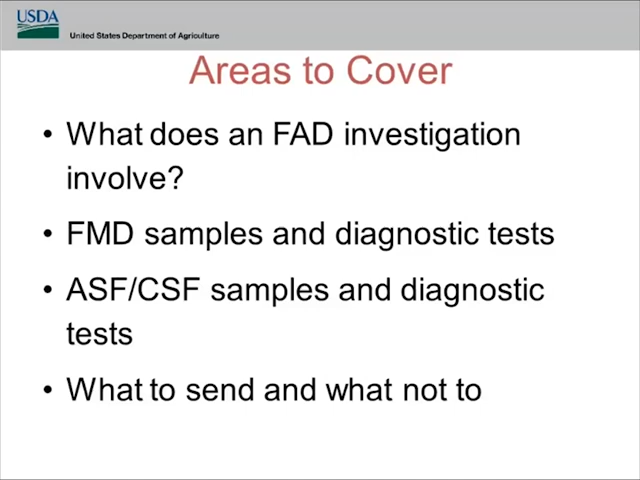 USDA
United States Department of Agriculture
Areas to Cover
• What does an FAD investigation
involve?
• FMD samples and diagnostic tests
• ASF/CSF samples and diagnostic
tests
• What to send and what not to